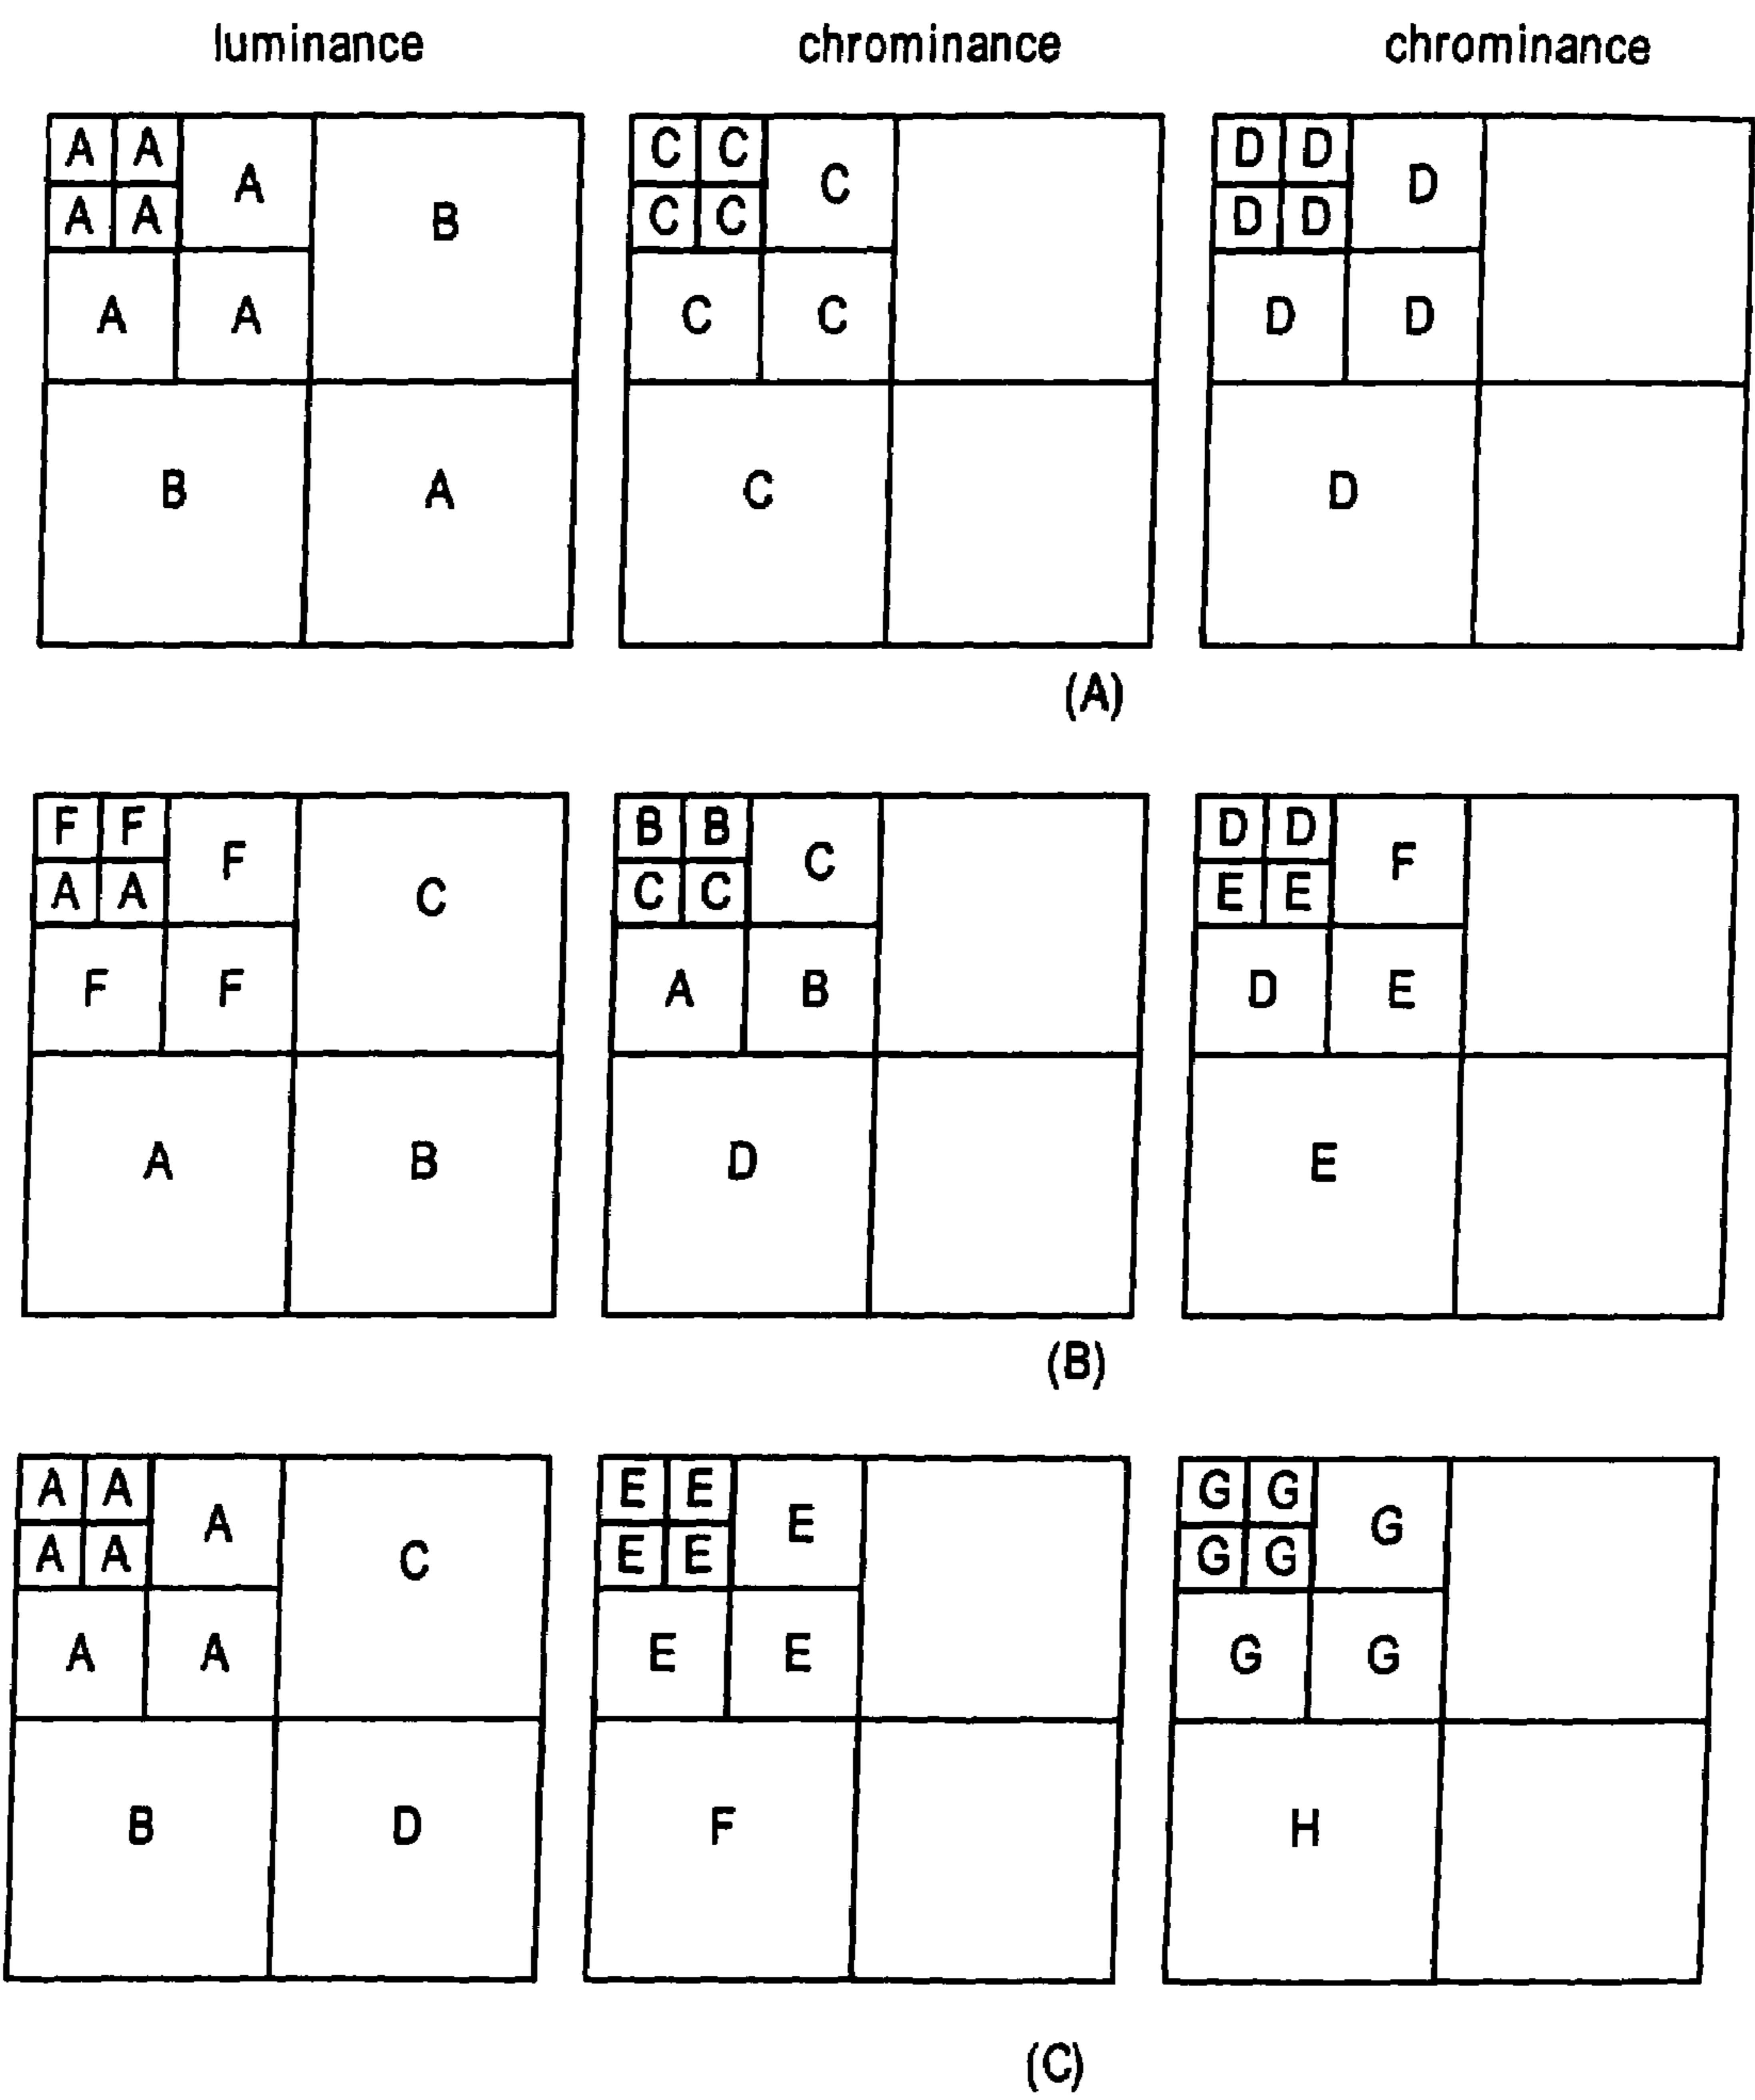 luminance chrominance chrominance
A A A B C C C D D D
A A C C D D
A A C C D D
B A C D
(A)
F F F C B B C D D F
A A C C E E
F F A B D E
A B D E
(B)
A A A C E E E G G G
A A E E G G
A A E E G G
B D F H
(C)